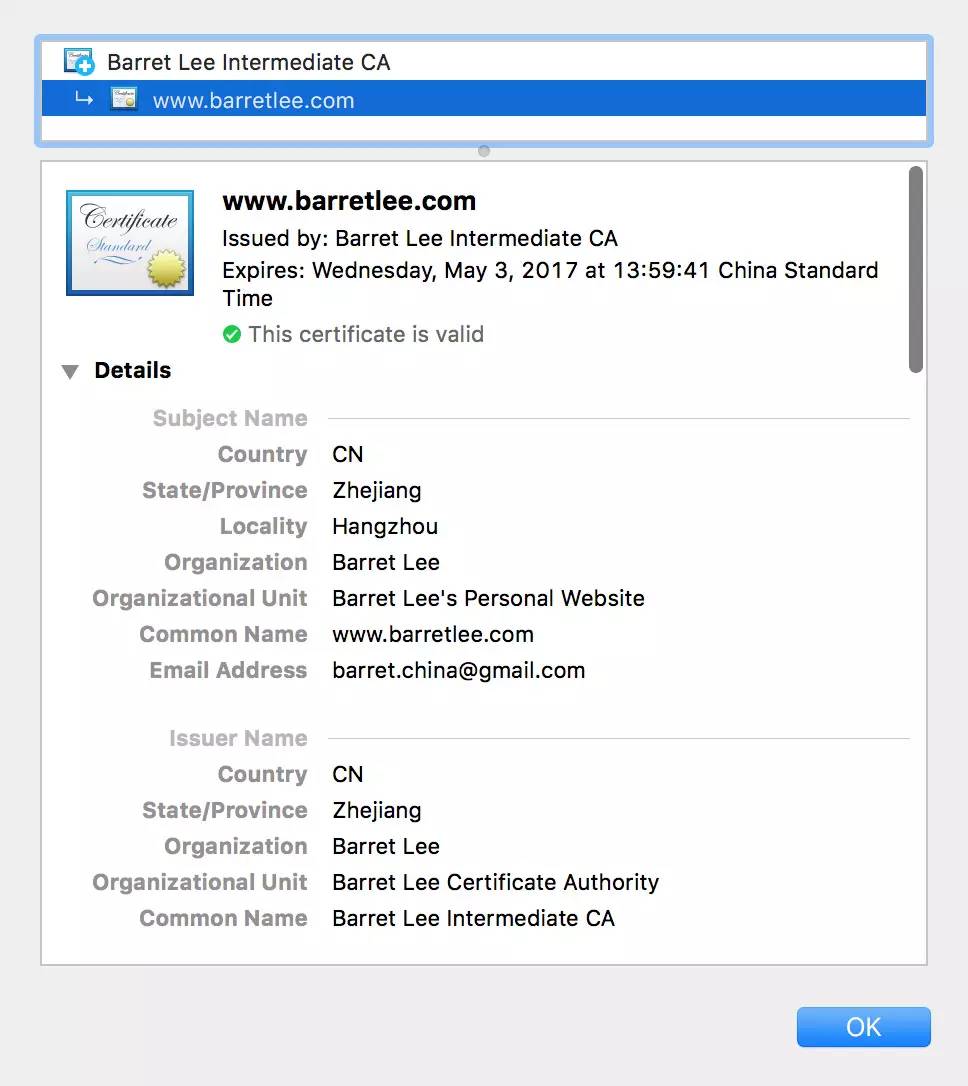 Barret Lee Intermediate CA
www.barretlee.com
Certificate
Standard
www.barretlee.com
Issued by: Barret Lee Intermediate CA
Expires: Wednesday, May 3, 2017 at 13:59:41 China Standard
Time
This certificate is valid
Details
Subject Name
Country CN
State/Province Zhejiang
Locality Hangzhou
Organization Barret Lee
Organizational Unit Barret Lee's Personal Website
Common Name www.barretlee.com
Email Address barret.china@gmail.com
Issuer Name
Country CN
State/Province Zhejiang
Organization Barret Lee
Organizational Unit Barret Lee Certificate Authority
Common Name Barret Lee Intermediate CA
OK